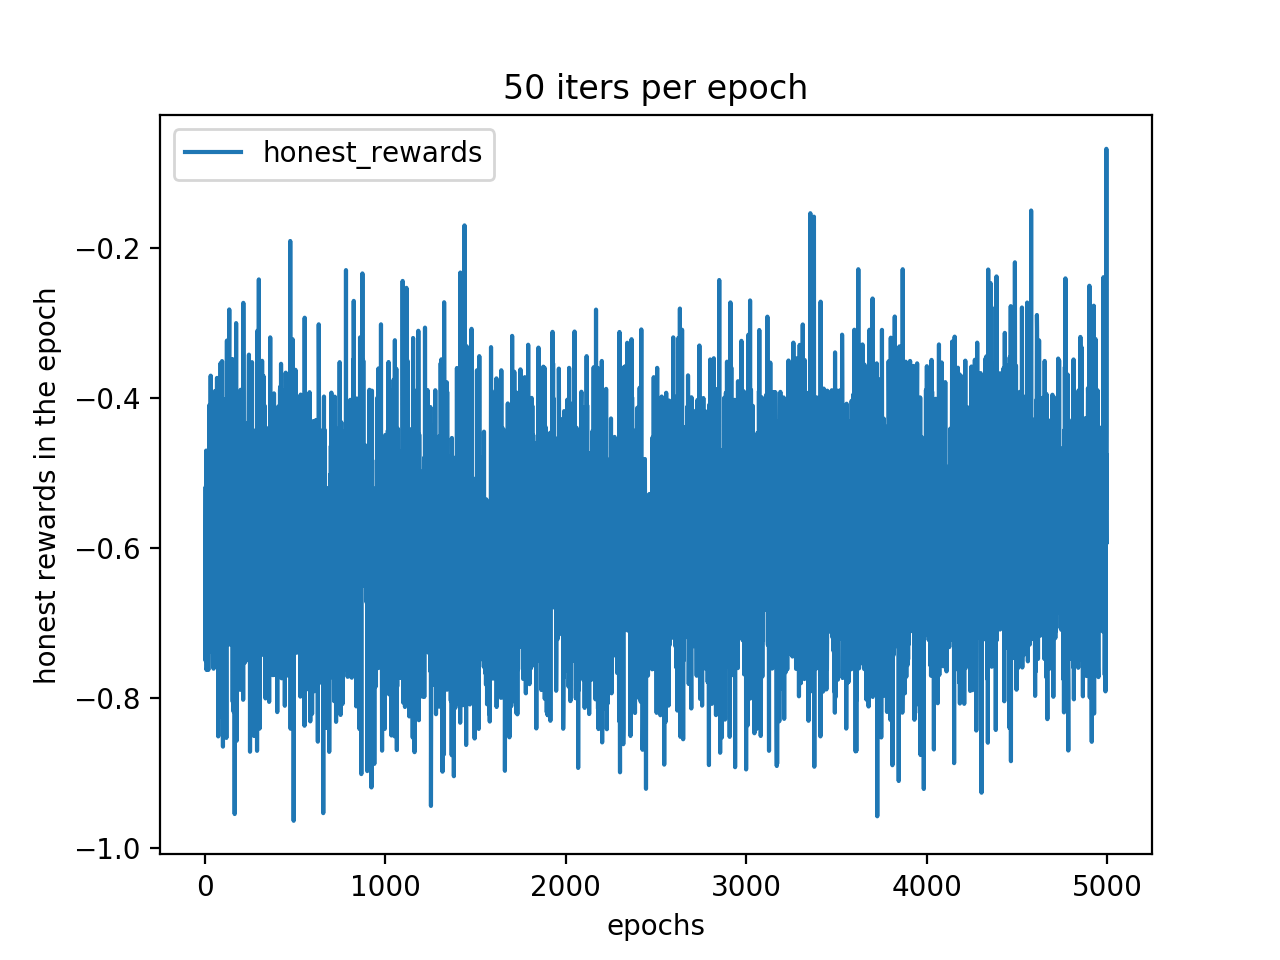 50 iters per epoch
honest_rewards
honest rewards in the epoch
−0.2
−0.4
−0.6
−0.8
−1.0
0 1000 2000 3000 4000 5000
epochs